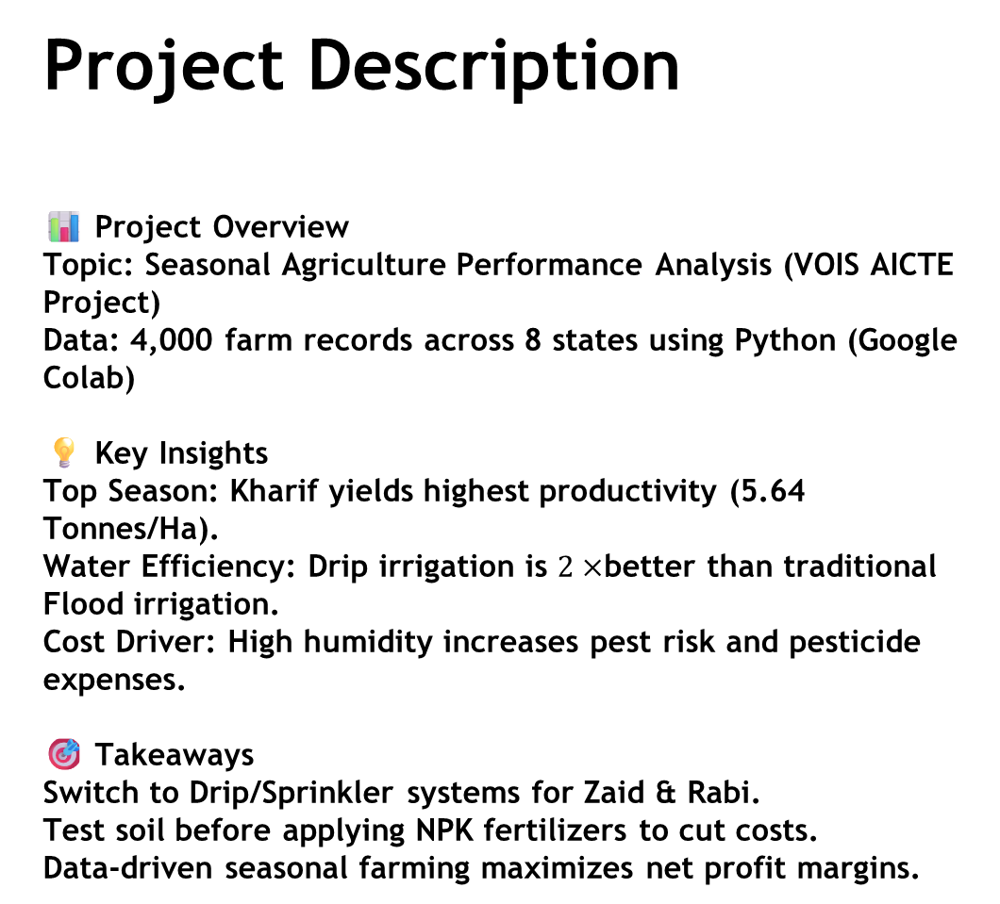 Project Description
📊 Project Overview
Topic: Seasonal Agriculture Performance Analysis (VOIS AICTE
Project)
Data: 4,000 farm records across 8 states using Python (Google
Colab)
💡 Key Insights
Top Season: Kharif yields highest productivity (5.64
Tonnes/Ha).
Water Efficiency: Drip irrigation is 2 ×better than traditional
Flood irrigation.
Cost Driver: High humidity increases pest risk and pesticide
expenses.
🎯 Takeaways
Switch to Drip/Sprinkler systems for Zaid & Rabi.
Test soil before applying NPK fertilizers to cut costs.
Data-driven seasonal farming maximizes net profit margins.